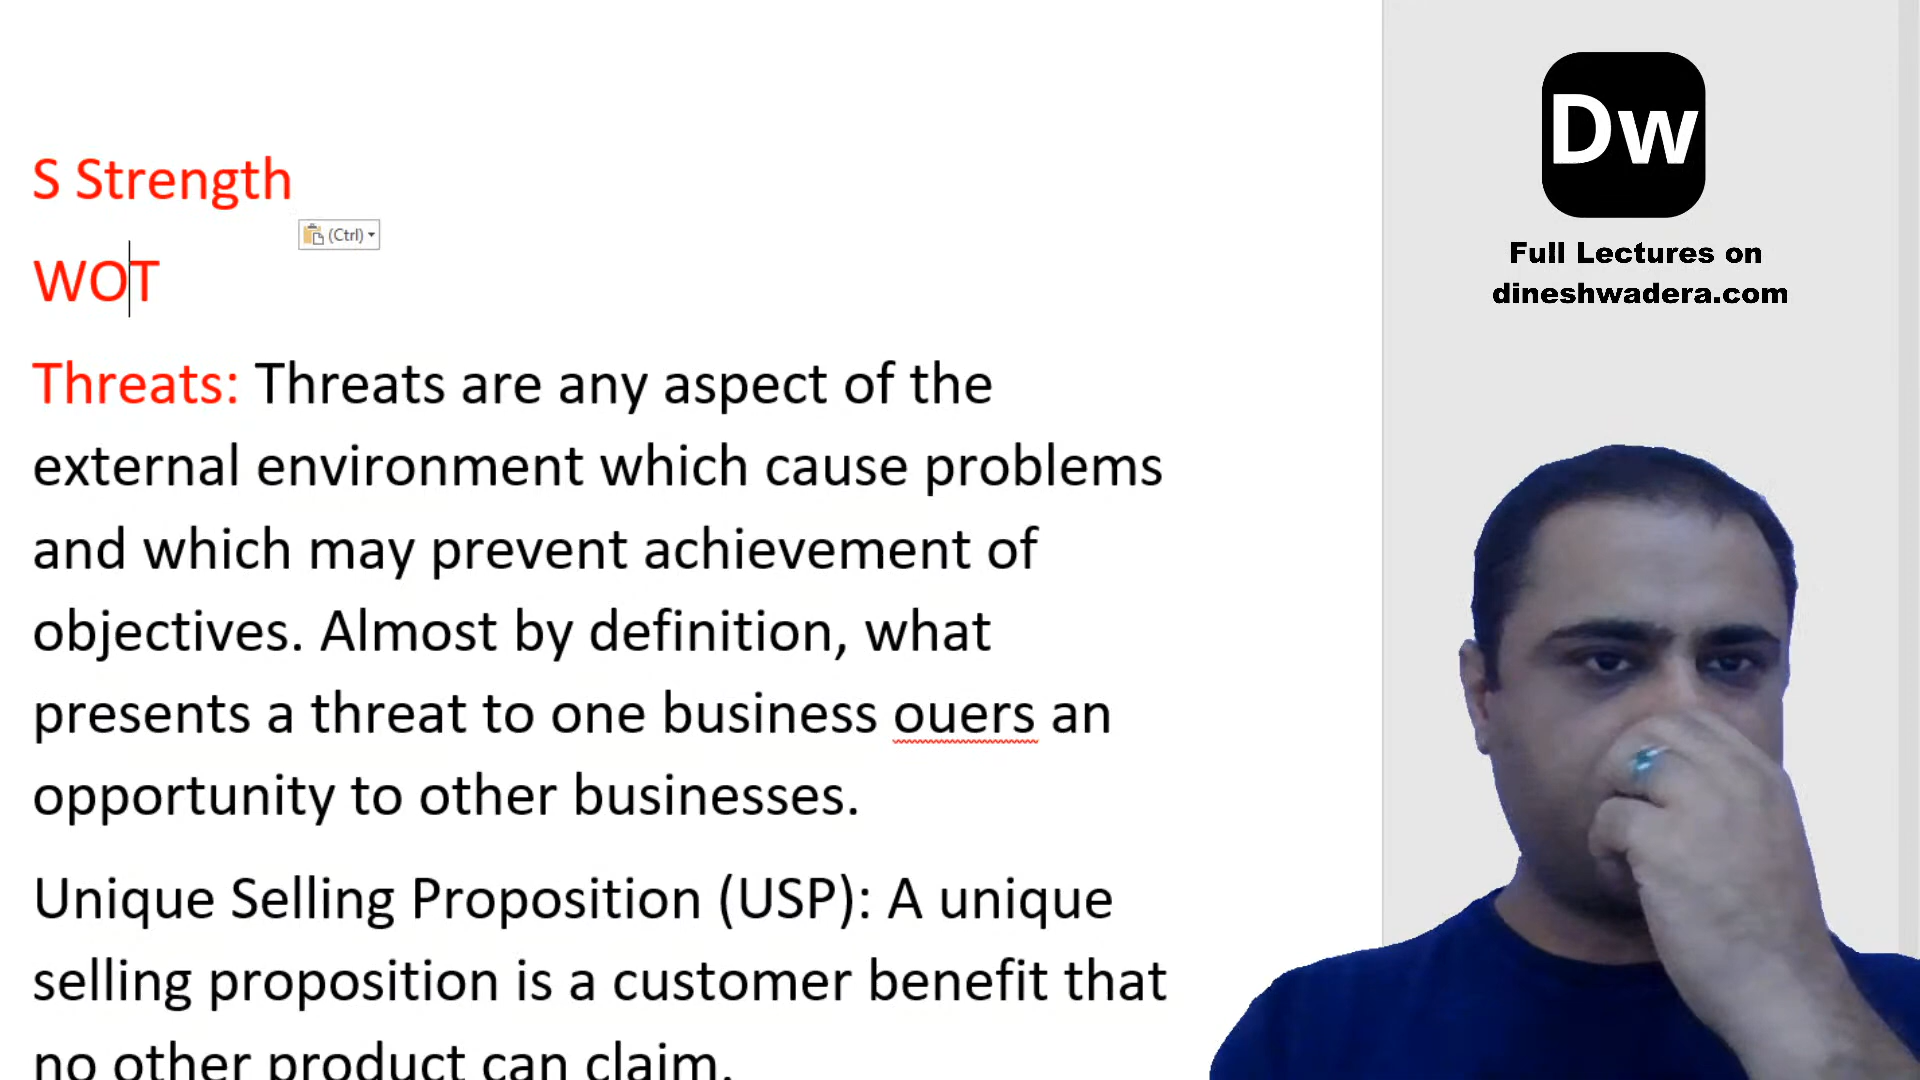 S Strength
(Ctrl)
WOT
Threats: Threats are any aspect of the
external environment which cause problems
and which may prevent achievement of
objectives. Almost by definition, what
presents a threat to one business ouers an
opportunity to other businesses.
Unique Selling Proposition (USP): A unique
selling proposition is a customer benefit that
no other product can claim.
Dw
Full Lectures on
dineshwadera.com